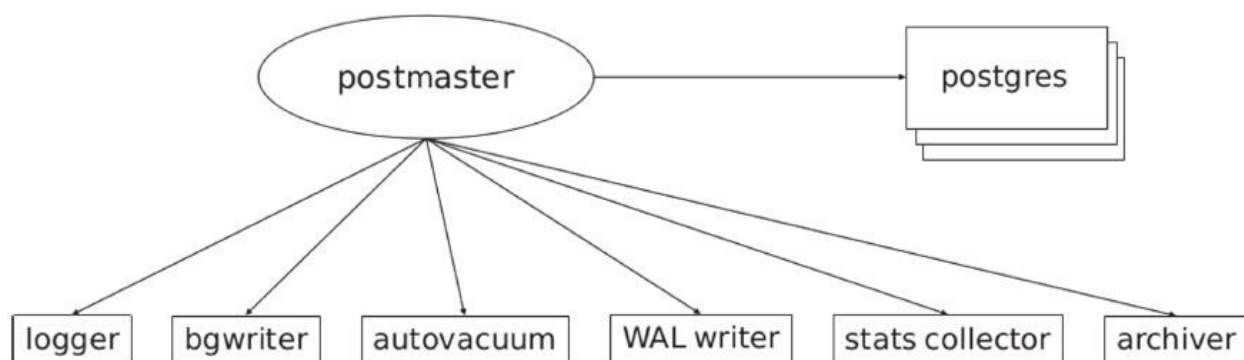 postmaster
postgres
logger
bgwriter
autovacuum
WAL writer
stats collector
archiver